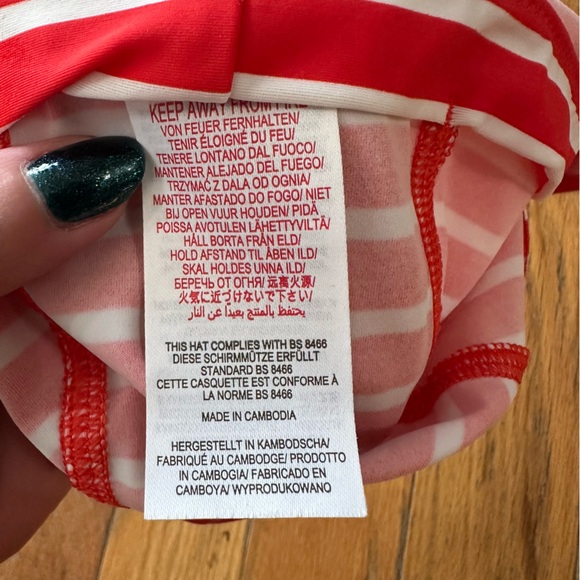 KEEP AWAY FROM FIRE
VON FEUER FERNHALTEN/
TENIR ÉLOIGNÉ DU FEU/
TENERE LONTANO DAL FUOCO/
MANTENER ALEJADO DEL FUEGO/
TRZYMAĆ Z DALA OD OGNIA/
MANTER AFASTADO DO FOGO/ NIET
BIJ OPEN VUUR HOUDEN/ PIDÄ
POISSA AVOTULEN LÄHETTYVILTÄ/
HÅLL BORTA FRÅN ELD/
HOLD AFSTAND TIL ÅBEN ILD/
SKAL HOLDES UNNA ILD/
БЕРЕЧЬ ОТ ОГНЯ/ 远离火源/
火気に近づけないで下さい/
يحتفظ بالمنتج بعيداً عن النار
THIS HAT COMPLIES WITH BS 8466
DIESE SCHIRMMÜTZE ERFÜLLT
STANDARD BS 8466
CETTE CASQUETTE EST CONFORME À
LA NORME BS 8466
MADE IN CAMBODIA
HERGESTELLT IN KAMBODSCHA/
FABRIQUÉ AU CAMBODGE/ PRODOTTO
IN CAMBOGIA/ FABRICADO EN
CAMBOYA/ WYPRODUKOWANO